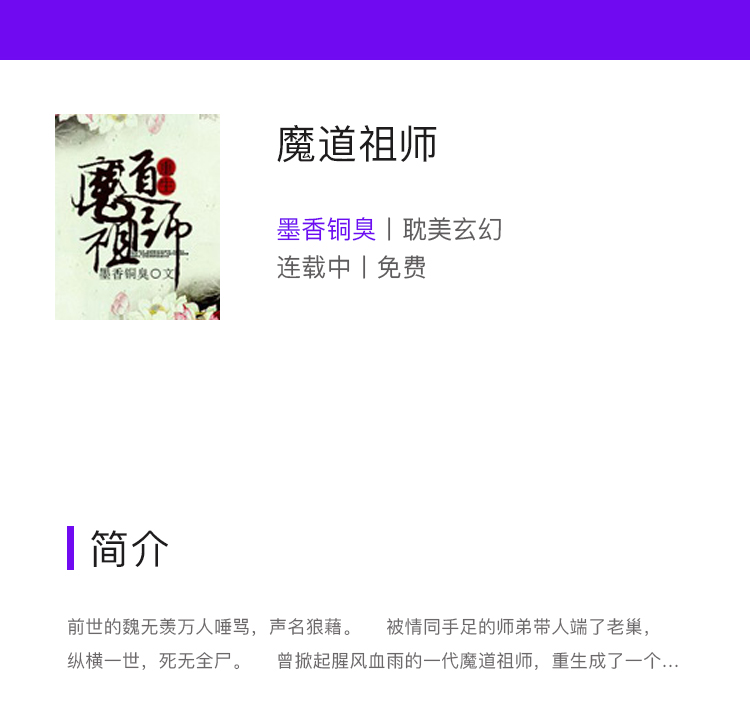 魔道祖师
重生
墨香铜臭〇文
魔道祖师
墨香铜臭丨耽美玄幻
连载中丨免费
简介
前世的魏无羡万人唾骂，声名狼藉。 被情同手足的师弟带人端了老巢，
纵横一世，死无全尸。 曾掀起腥风血雨的一代魔道祖师，重生成了一个...